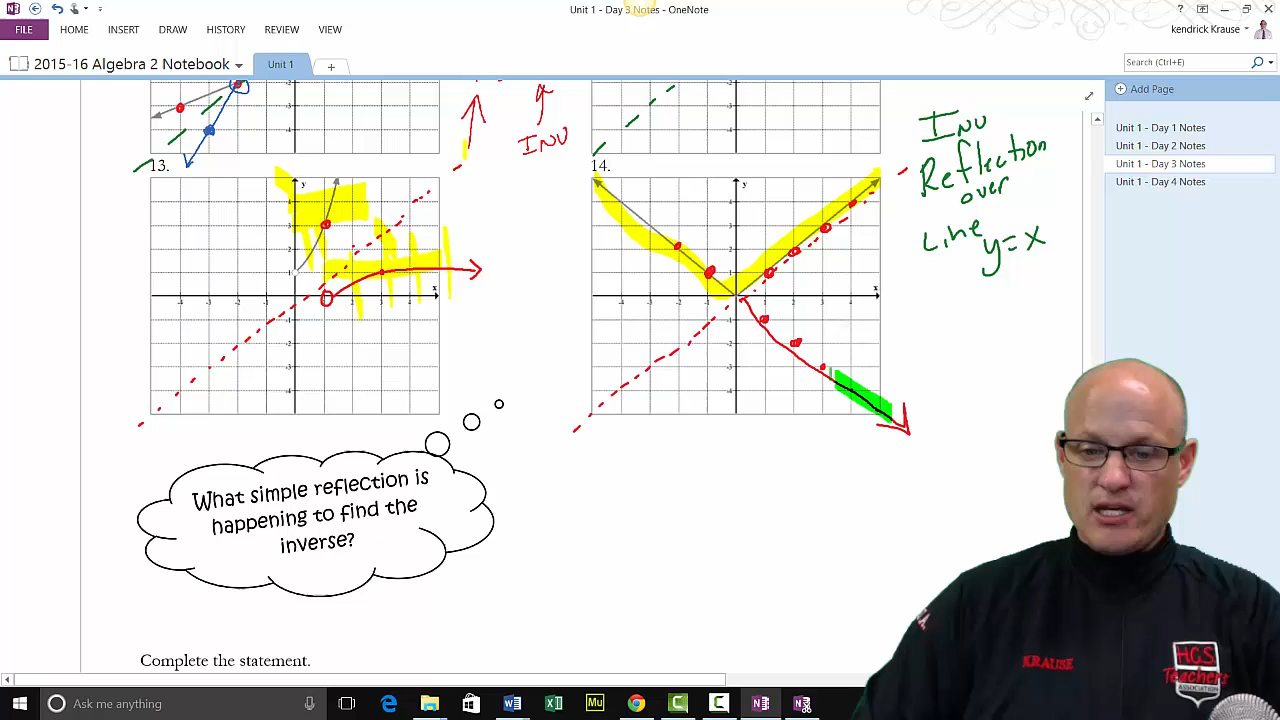 Unit 1 - Day 3 Notes - OneNote
FILE HOME INSERT DRAW HISTORY REVIEW VIEW
kendrick Krause
2015-16 Algebra 2 Notebook
Unit 1
+
Search (Ctrl+E)
Add Page
Unit 1 - Day 1 Notes
Unit 1 - Day 2 Notes
Unit 1 - Day 3 Notes
Unit 1 - Day 4 Notes
INV
Inv
Reflection
over
Line y=x
13.
14.
What simple reflection is
happening to find the
inverse?
Complete the statement.
KRAUSE
HCS
Teachers
ASSOCIATION
Ask me anything